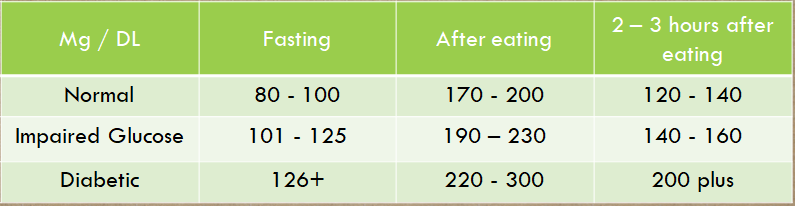 Mg / DL Fasting After eating 2 – 3 hours after
eating
Normal 80 - 100 170 - 200 120 - 140
Impaired Glucose 101 - 125 190 – 230 140 - 160
Diabetic 126+ 220 - 300 200 plus